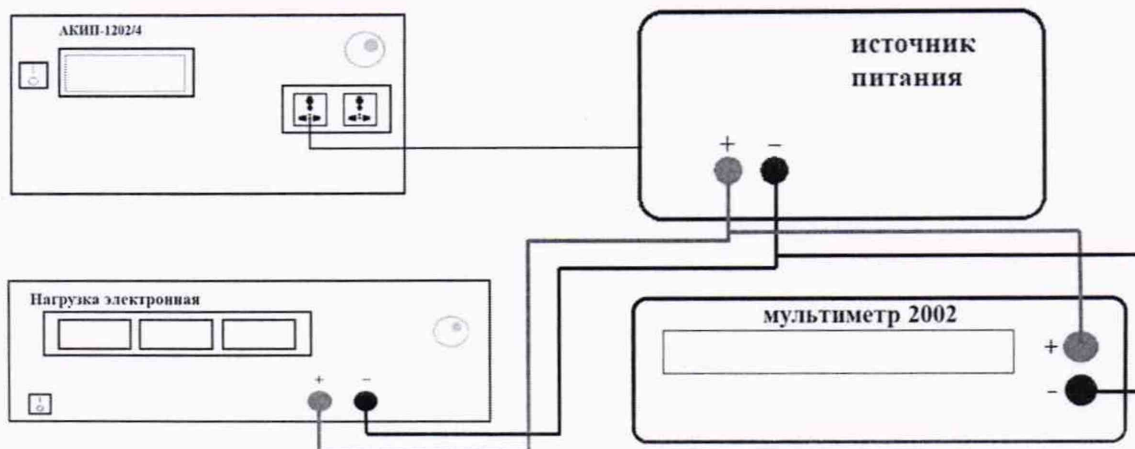 АКИП-1202/4
источник
питания
+ −
Нагрузка электронная
+ −
мультиметр 2002
+
−